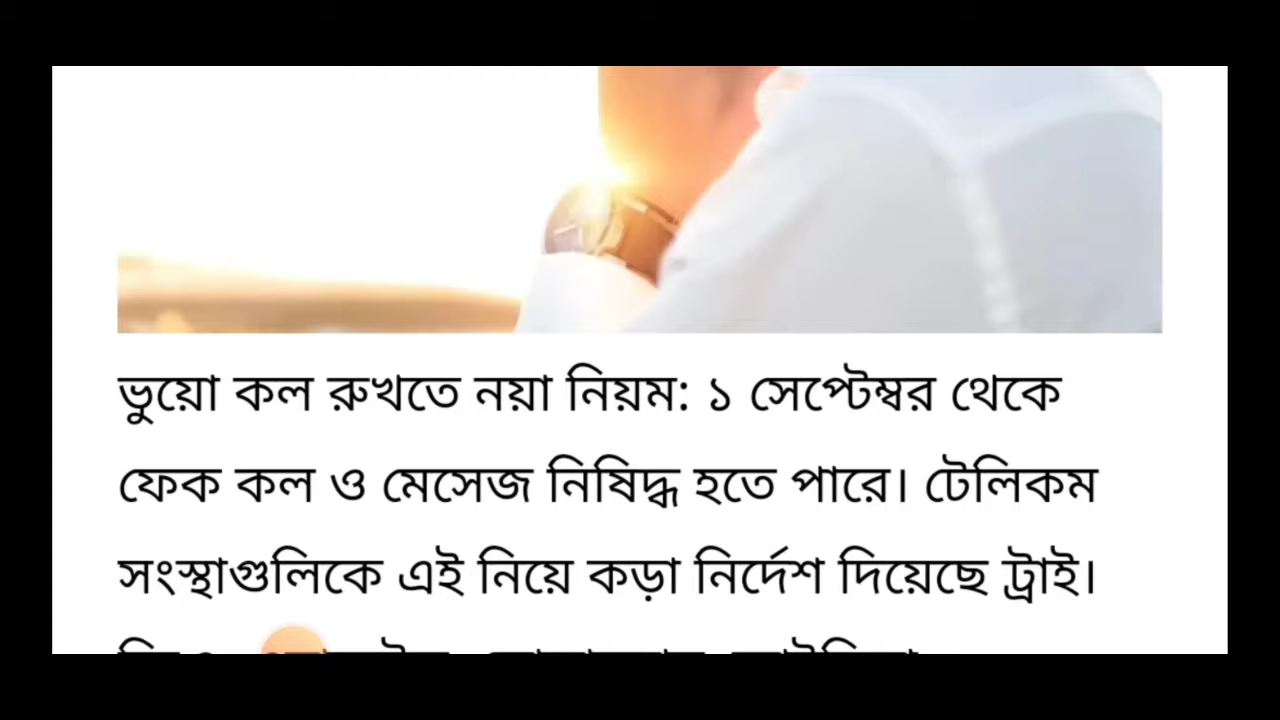 ভুয়ো কল রুখতে নয়া নিয়ম: ১ সেপ্টেম্বর থেকে
ফেক কল ও মেসেজ নিষিদ্ধ হতে পারে। টেলিকম
সংস্থাগুলিকে এই নিয়ে কড়া নির্দেশ দিয়েছে ট্রাই।